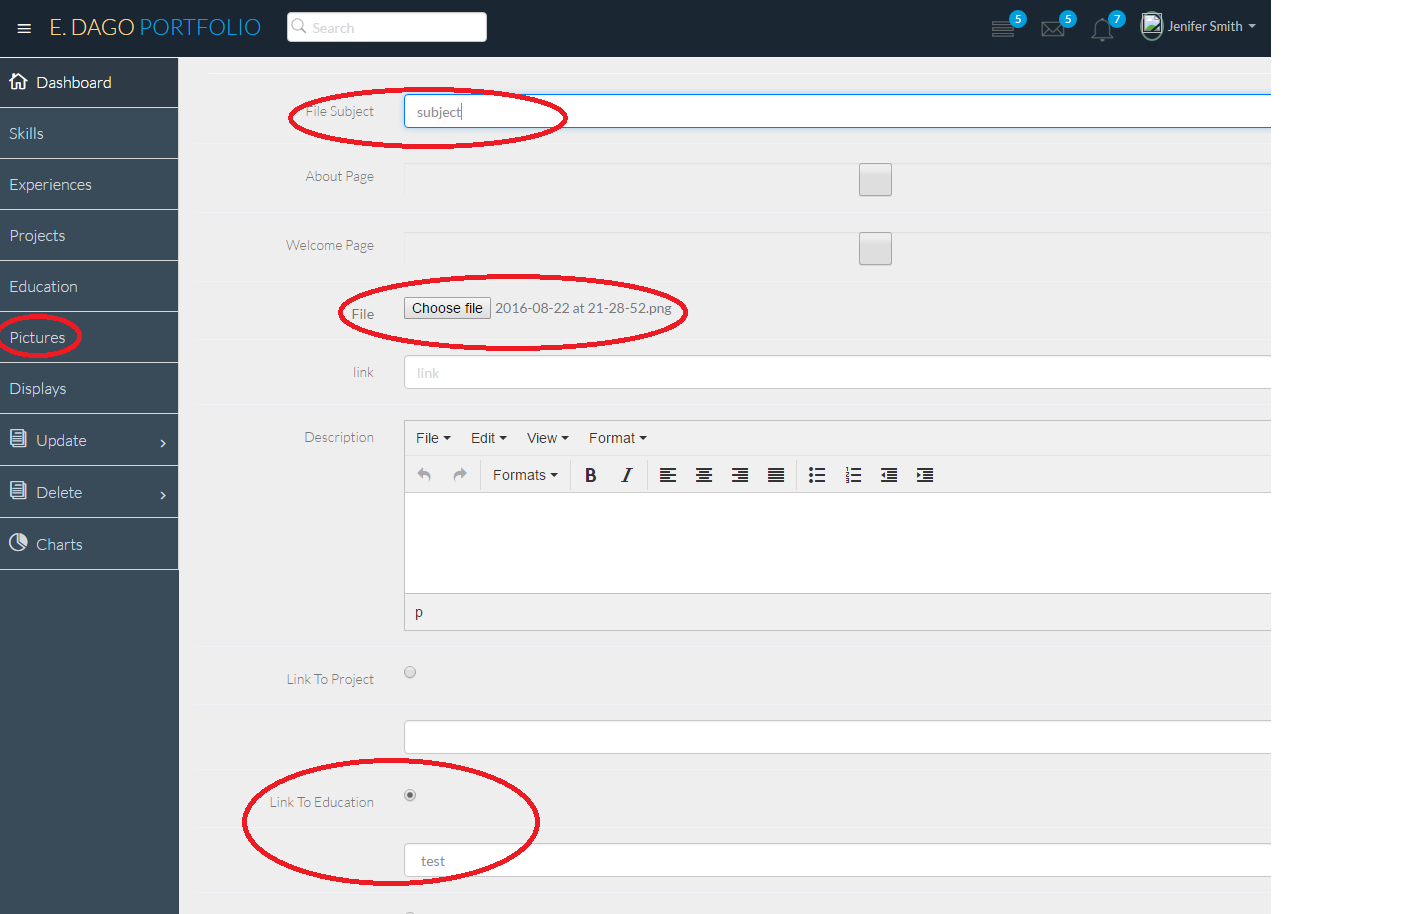 E. DAGO PORTFOLIO
Search
5
5
7
Jenifer Smith
Dashboard
Skills
Experiences
Projects
Education
Pictures
Displays
Update
Delete
Charts
File Subject
subject
About Page
Welcome Page
File
Choose file 2016-08-22 at 21-28-52.png
link
link
Description
File Edit View Format
Formats B I
p
Link To Project
Link To Education
test